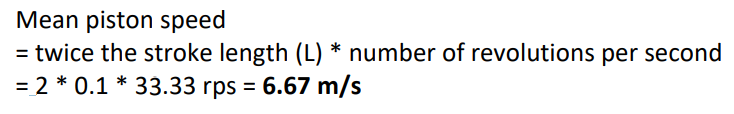 Mean piston speed
= twice the stroke length (L) * number of revolutions per second
= 2 * 0.1 * 33.33 rps = 6.67 m/s